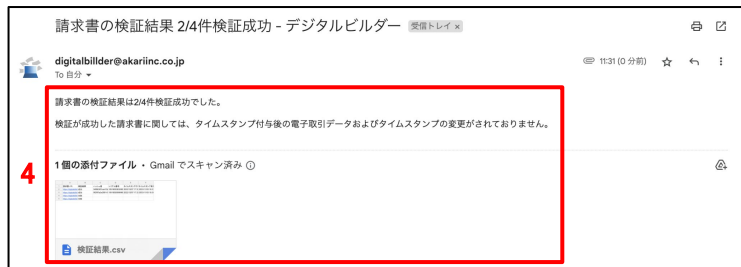 請求書の検証結果 2/4件検証成功 - デジタルビルダー 受信トレイ ×
digitalbillder@akariinc.co.jp 11:31 (0 分前)
To 自分
請求書の検証結果は2/4件検証成功でした。
検証が成功した請求書に関しては、タイムスタンプ付与後の電子取引データおよびタイムスタンプの変更がされておりません。
4
1 個の添付ファイル • Gmail でスキャン済み
検証結果.csv